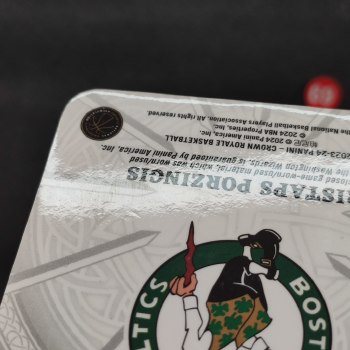 ISTAPS PORZINGIS
closed game-worn/used material, which was worn/used
the Washington Wizards, is guaranteed by Panini America, Inc.
2023-24 PANINI – CROWN ROYALE BASKETBALL
© 2024 Panini America, Inc.
© 2024 NBA Properties, Inc.
the National Basketball Players Association. All rights reserved.
LTICS
BOST